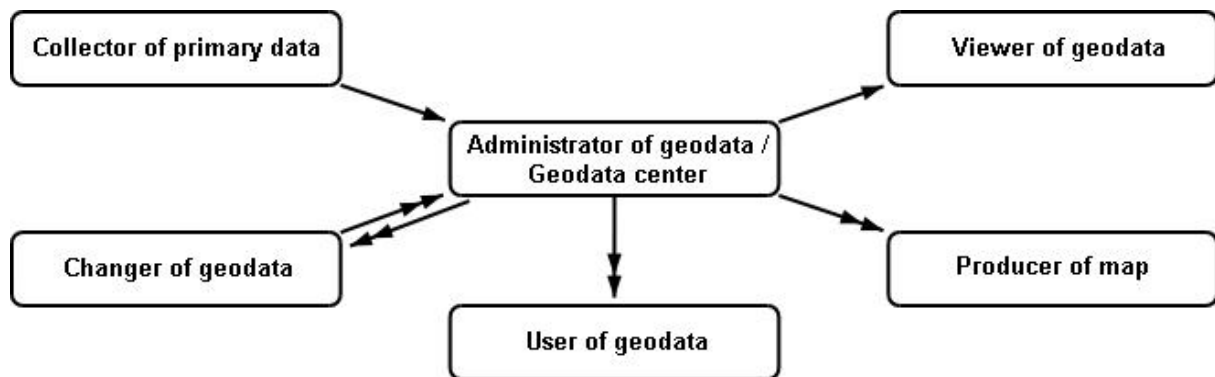 Collector of primary data
Viewer of geodata
Administrator of geodata /
Geodata center
Changer of geodata
Producer of map
User of geodata